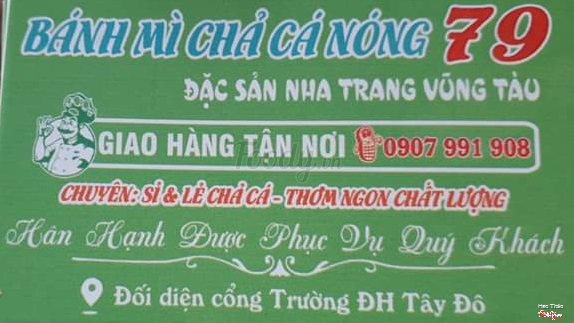 BÁNH MÌ CHẢ CÁ NÓNG 79
ĐẶC SẢN NHA TRANG VŨNG TÀU
GIAO HÀNG TẬN NƠI 0907 991 908
CHUYÊN: SỈ & LẺ CHẢ CÁ - THƠM NGON CHẤT LƯỢNG
Hân Hạnh Được Phục Vụ Quý Khách
Đối diện cổng Trường ĐH Tây Đô